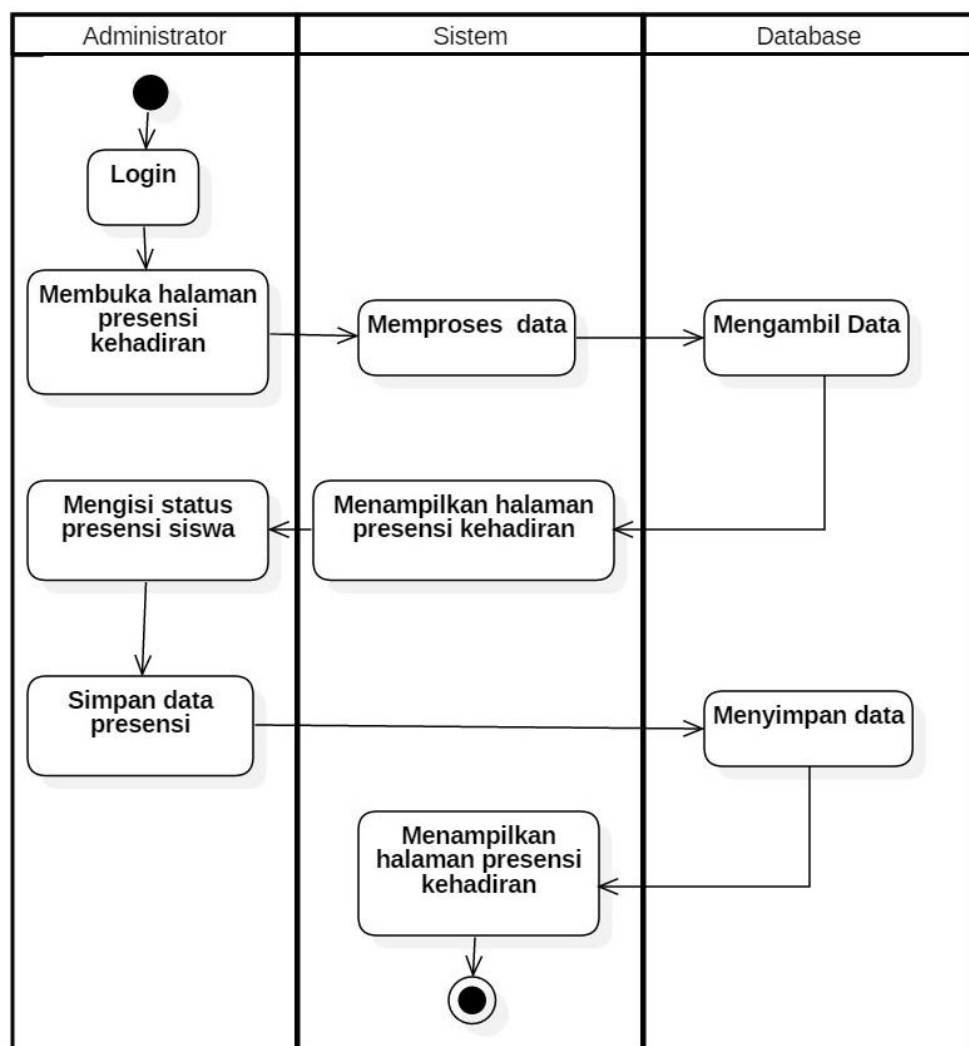 Administrator
Sistem
Database
Login
Membuka halaman
presensi
kehadiran
Memproses data
Mengambil Data
Mengisi status
presensi siswa
Menampilkan halaman
presensi kehadiran
Simpan data
presensi
Menyimpan data
Menampilkan
halaman presensi
kehadiran